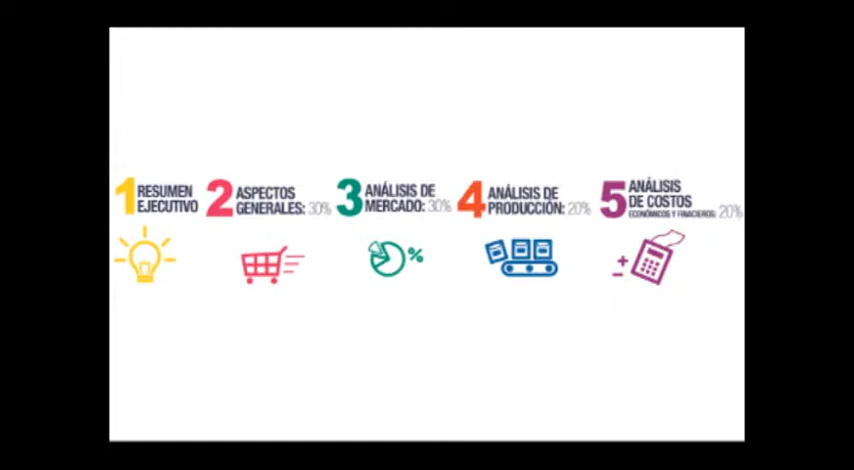 1 RESUMEN
EJECUTIVO
2 ASPECTOS
GENERALES: 30%
3 ANÁLISIS DE
MERCADO: 30%
%
4 ANÁLISIS DE
PRODUCCIÓN: 20%
5 ANÁLISIS
DE COSTOS
ECONÓMICOS Y FINACIEROS: 20%